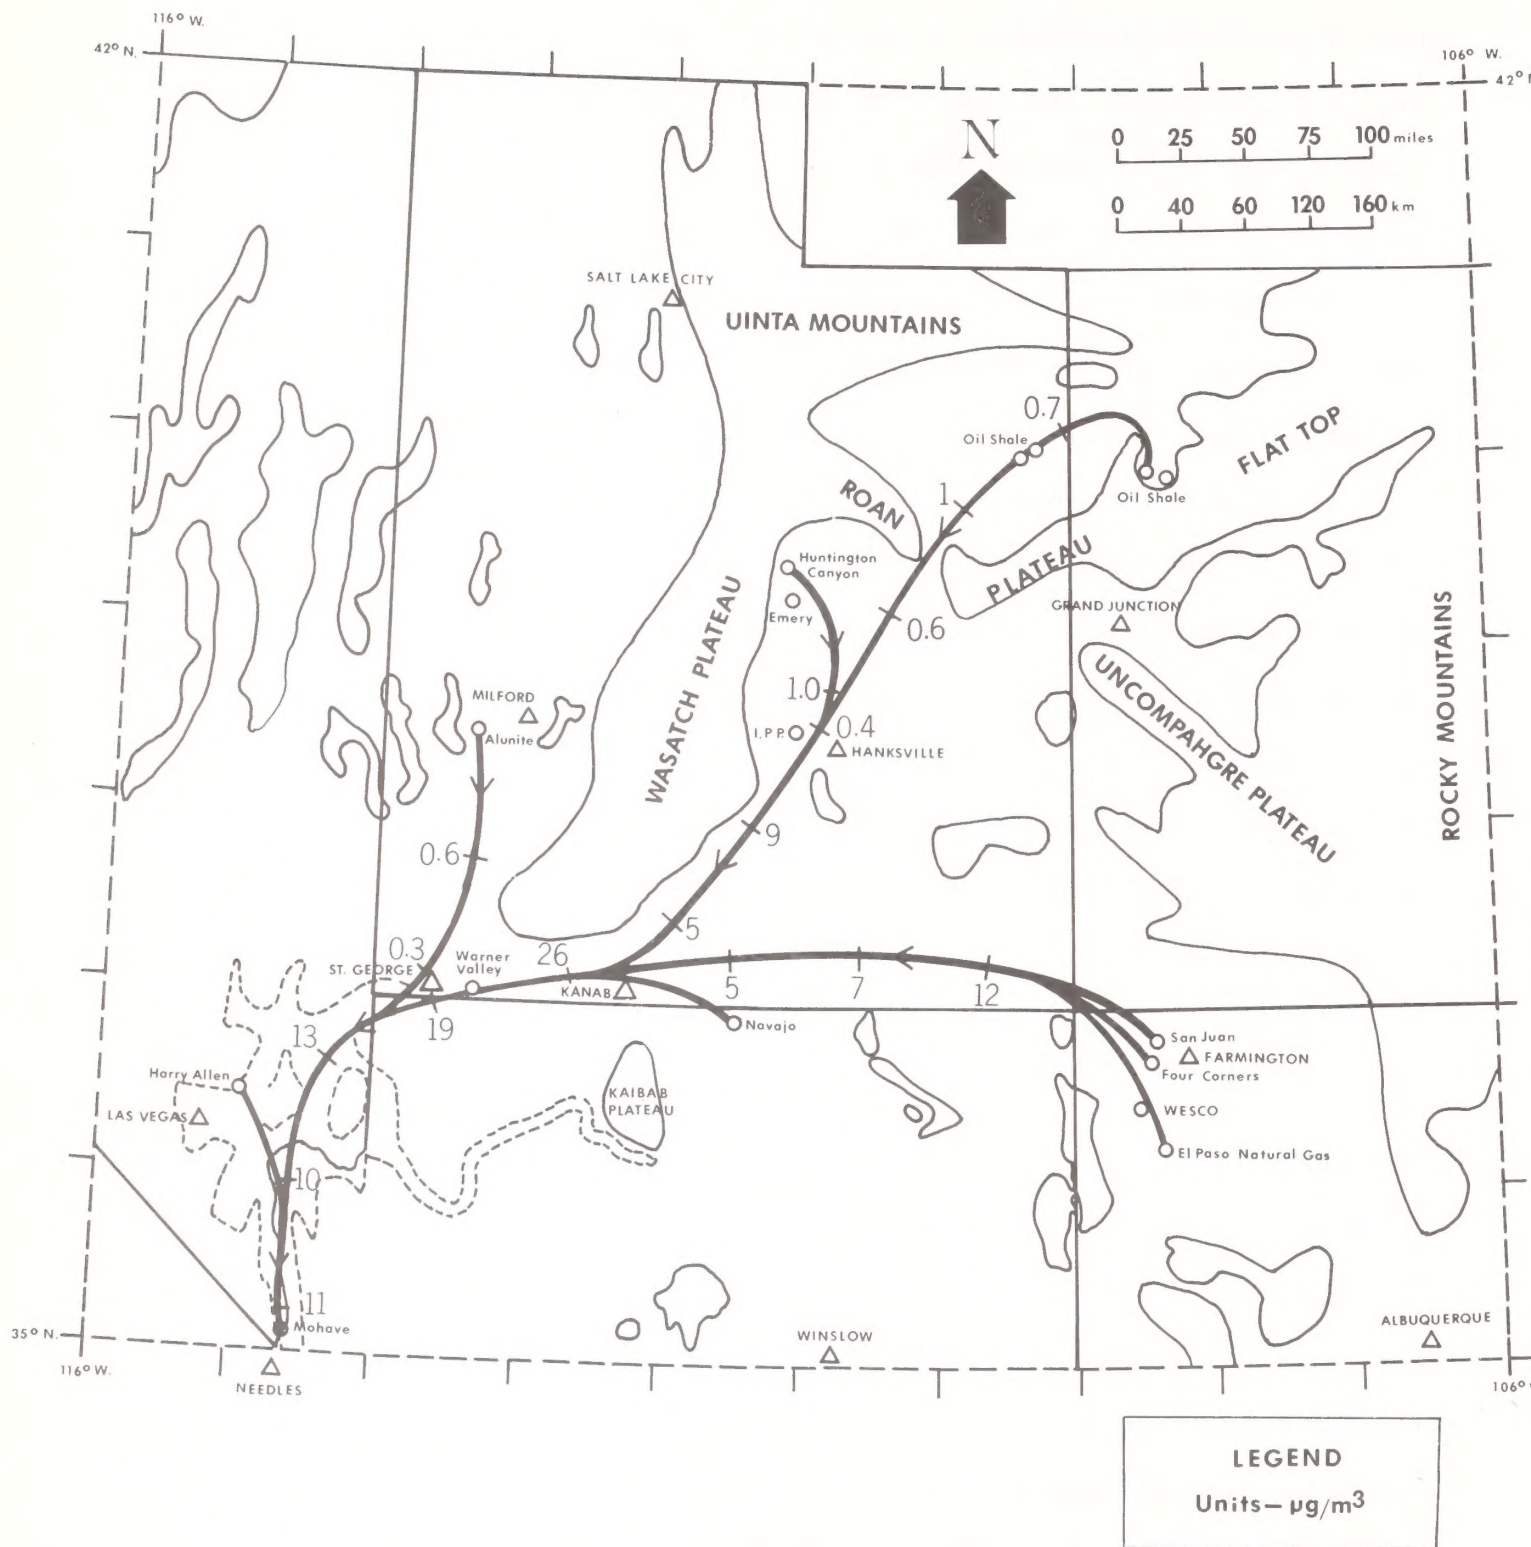 116° W.
42° N.
106° W.
42° N
N
0 25 50 75 100 miles
0 40 60 120 160 km
SALT LAKE CITY
UINTA MOUNTAINS
0.7
Oil Shale
FLAT TOP
Oil Shale
1
ROAN
PLATEAU
Huntington
Canyon
Emery
GRAND JUNCTION
0.6
WASATCH PLATEAU
UNCOMPAHGRE PLATEAU
ROCKY MOUNTAINS
MILFORD
Alunite
1.0
I.P.P.
0.4
HANKSVILLE
9
0.6
5
0.3
Warner
Valley
26
ST. GEORGE
KANAB
5
7
12
19
Navajo
13
San Juan
FARMINGTON
Four Corners
Harry Allen
LAS VEGAS
KAIBAB
PLATEAU
WESCO
El Paso Natural Gas
10
11
Mohave
35° N.
116° W.
NEEDLES
WINSLOW
ALBUQUERQUE
106°
LEGEND
Units— µg/m³